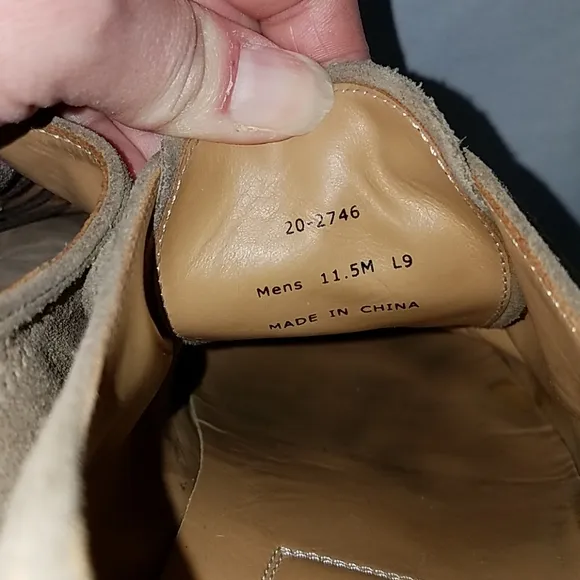 20-2746
Mens 11.5M L9
MADE IN CHINA